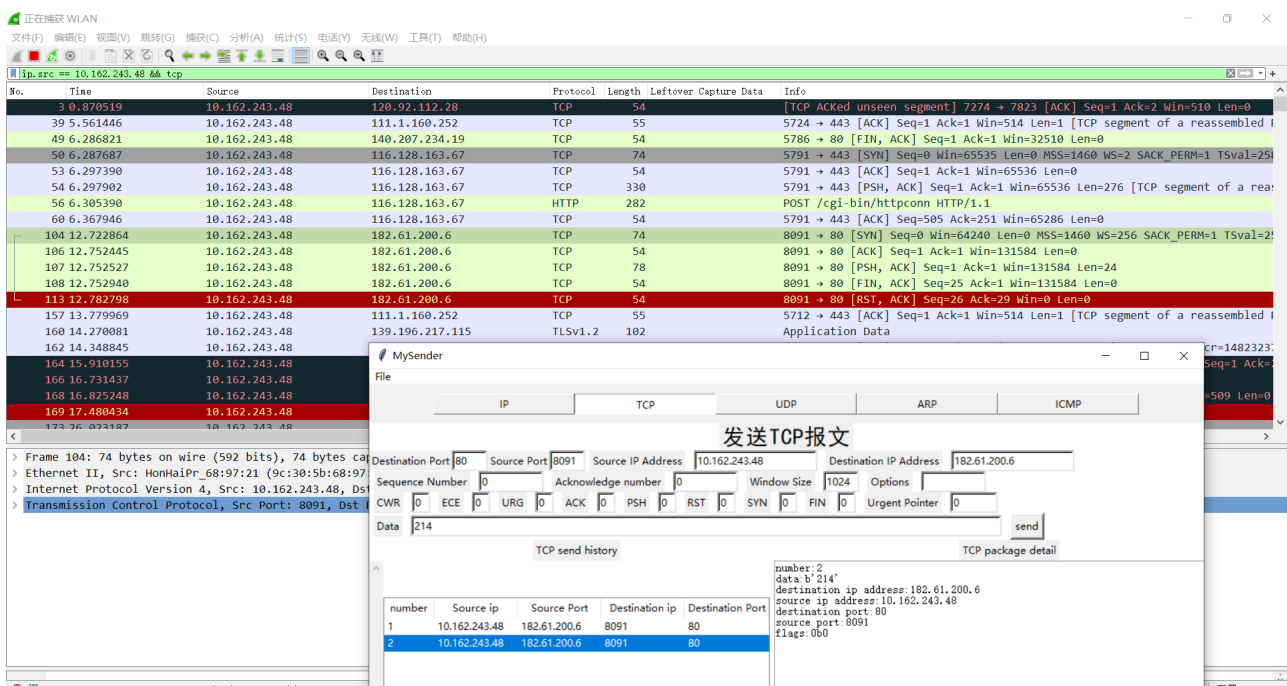 正在捕获 WLAN
文件(F) 编辑(E) 视图(V) 跳转(G) 捕获(C) 分析(A) 统计(S) 电话(Y) 无线(W) 工具(T) 帮助(H)
ip.src == 10.162.243.48 && tcp
No. Time Source Destination Protocol Length Leftover Capture Data Info
3 0.870519 10.162.243.48 120.92.112.28 TCP 54 [TCP ACKed unseen segment] 7274 → 7823 [ACK] Seq=1 Ack=2 Win=510 Len=0
39 5.561446 10.162.243.48 111.1.160.252 TCP 55 5724 → 443 [ACK] Seq=1 Ack=1 Win=514 Len=1 [TCP segment of a reassembled
49 6.286821 10.162.243.48 140.207.234.19 TCP 54 5786 → 80 [FIN, ACK] Seq=1 Ack=1 Win=32510 Len=0
50 6.287687 10.162.243.48 116.128.163.67 TCP 74 5791 → 443 [SYN] Seq=0 Win=65535 Len=0 MSS=1460 WS=2 SACK_PERM=1 TSval=258
53 6.297390 10.162.243.48 116.128.163.67 TCP 54 5791 → 443 [ACK] Seq=1 Ack=1 Win=65536 Len=0
54 6.297902 10.162.243.48 116.128.163.67 TCP 330 5791 → 443 [PSH, ACK] Seq=1 Ack=1 Win=65536 Len=276 [TCP segment of a reas
56 6.305390 10.162.243.48 116.128.163.67 HTTP 282 POST /cgi-bin/httpconn HTTP/1.1
60 6.367946 10.162.243.48 116.128.163.67 TCP 54 5791 → 443 [ACK] Seq=505 Ack=251 Win=65286 Len=0
104 12.722864 10.162.243.48 182.61.200.6 TCP 74 8091 → 80 [SYN] Seq=0 Win=64240 Len=0 MSS=1460 WS=256 SACK_PERM=1 TSval=25
106 12.752445 10.162.243.48 182.61.200.6 TCP 54 8091 → 80 [ACK] Seq=1 Ack=1 Win=131584 Len=0
107 12.752527 10.162.243.48 182.61.200.6 TCP 78 8091 → 80 [PSH, ACK] Seq=1 Ack=1 Win=131584 Len=24
108 12.752940 10.162.243.48 182.61.200.6 TCP 54 8091 → 80 [FIN, ACK] Seq=25 Ack=1 Win=131584 Len=0
113 12.782798 10.162.243.48 182.61.200.6 TCP 54 8091 → 80 [RST, ACK] Seq=26 Ack=29 Win=0 Len=0
157 13.779969 10.162.243.48 111.1.160.252 TCP 55 5712 → 443 [ACK] Seq=1 Ack=1 Win=514 Len=1 [TCP segment of a reassembled
160 14.270081 10.162.243.48 139.196.217.115 TLSv1.2 102 Application Data
162 14.348845 10.162.243.48 cr=1482323
164 15.910155 10.162.243.48 Seq=1 Ack=
166 16.731437 10.162.243.48
168 16.825248 10.162.243.48 =509 Len=0
169 17.480434 10.162.243.48
173 26.023187 10.162.243.48
Frame 104: 74 bytes on wire (592 bits), 74 bytes cap
Ethernet II, Src: HonHaiPr_68:97:21 (9c:30:5b:68:97:
Internet Protocol Version 4, Src: 10.162.243.48, Dst
Transmission Control Protocol, Src Port: 8091, Dst
MySender
File
IP TCP UDP ARP ICMP
发送TCP报文
Destination Port 80 Source Port 8091 Source IP Address 10.162.243.48 Destination IP Address 182.61.200.6
Sequence Number 0 Acknowledge number 0 Window Size 1024 Options
CWR 0 ECE 0 URG 0 ACK 0 PSH 0 RST 0 SYN 0 FIN 0 Urgent Pointer 0
Data 214 send
TCP send history TCP package detail
number Source ip Source Port Destination ip Destination Port
1 10.162.243.48 182.61.200.6 8091 80
2 10.162.243.48 182.61.200.6 8091 80
number:2
data:b'214'
destination ip address:182.61.200.6
source ip address:10.162.243.48
destination port:80
source port:8091
flags:0b0